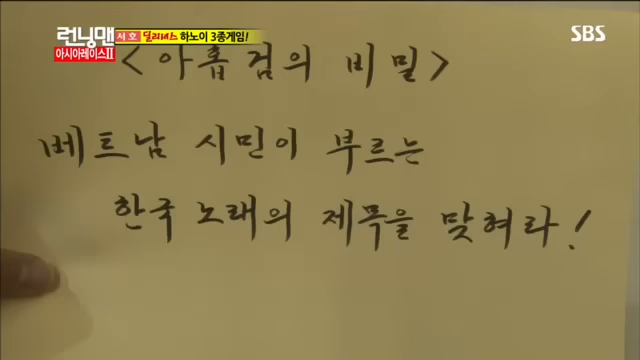 런닝맨 서호 딜리셔스 하노이 3종게임!
아시아레이스II
SBS
<아홉 검의 비밀>
베트남 시민이 부르는
한국 노래의 제목을 맞혀라!